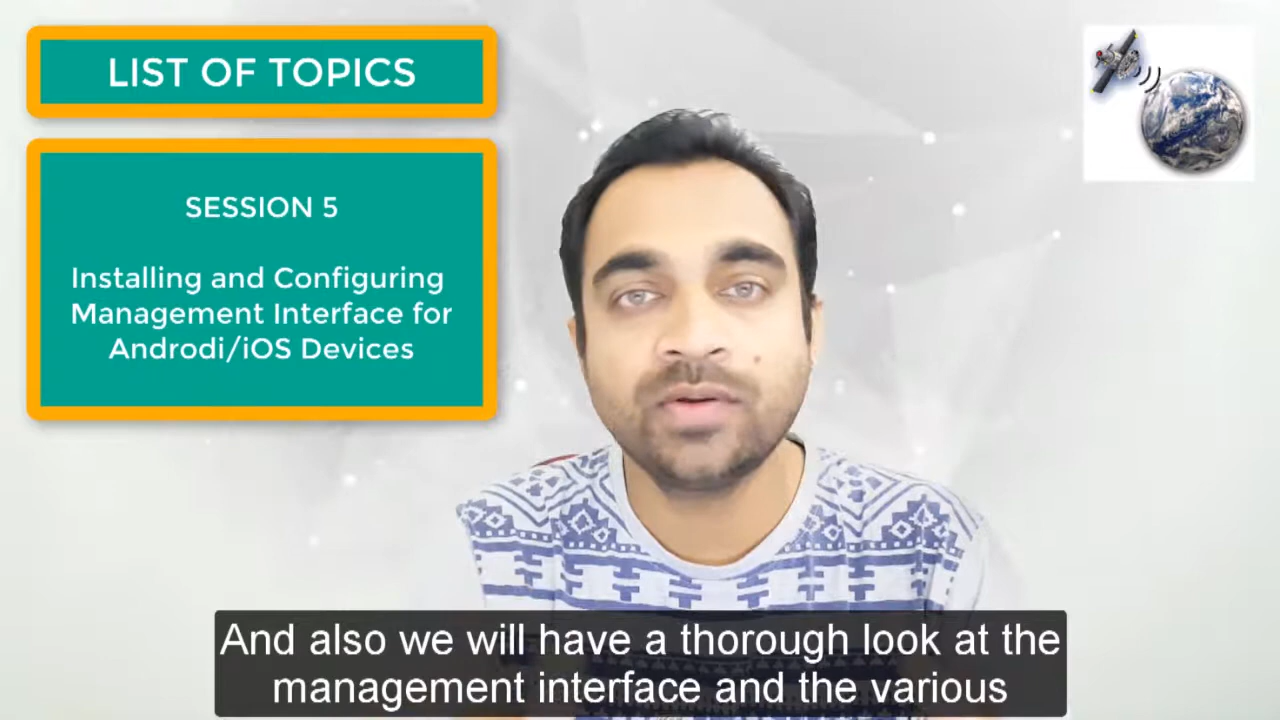 LIST OF TOPICS
SESSION 5
Installing and Configuring
Management Interface for
Androdi/iOS Devices
And also we will have a thorough look at the
management interface and the various